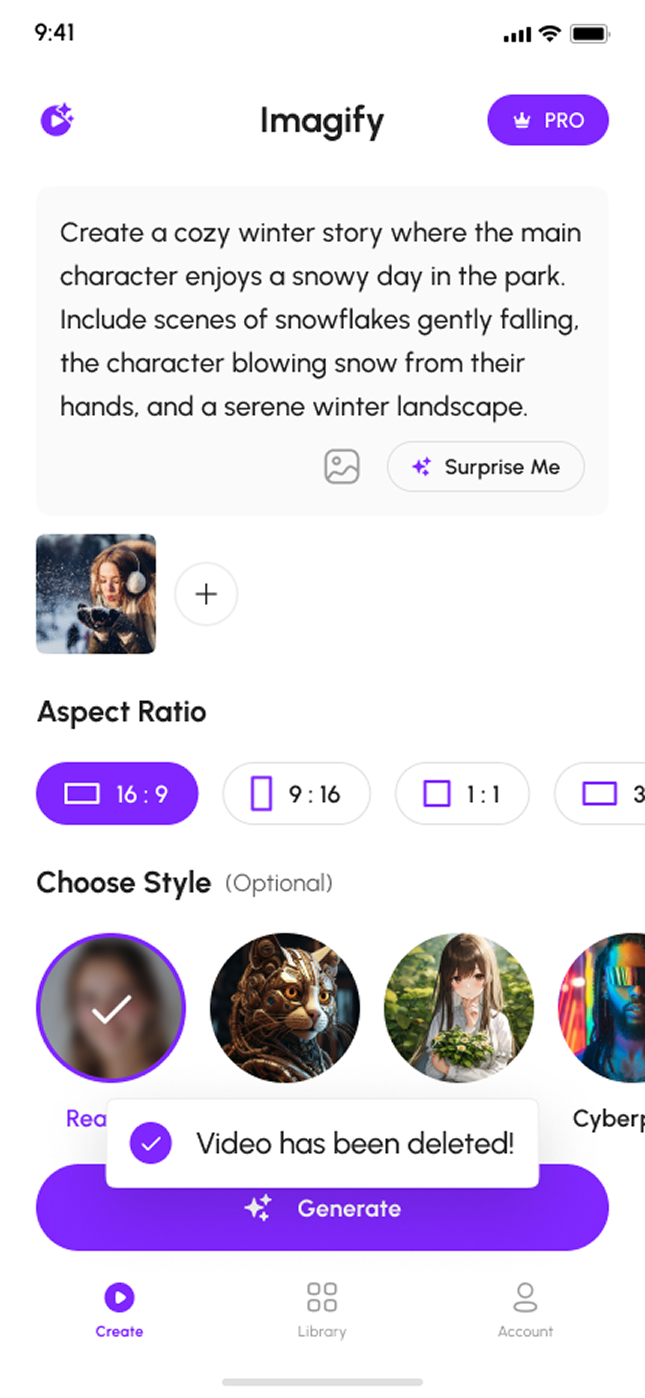 9:41
Imagify
PRO
Create a cozy winter story where the main
character enjoys a snowy day in the park.
Include scenes of snowflakes gently falling,
the character blowing snow from their
hands, and a serene winter landscape.
Surprise Me
Aspect Ratio
16 : 9
9 : 16
1 : 1
3
Choose Style (Optional)
Video has been deleted!
Generate
Create
Library
Account